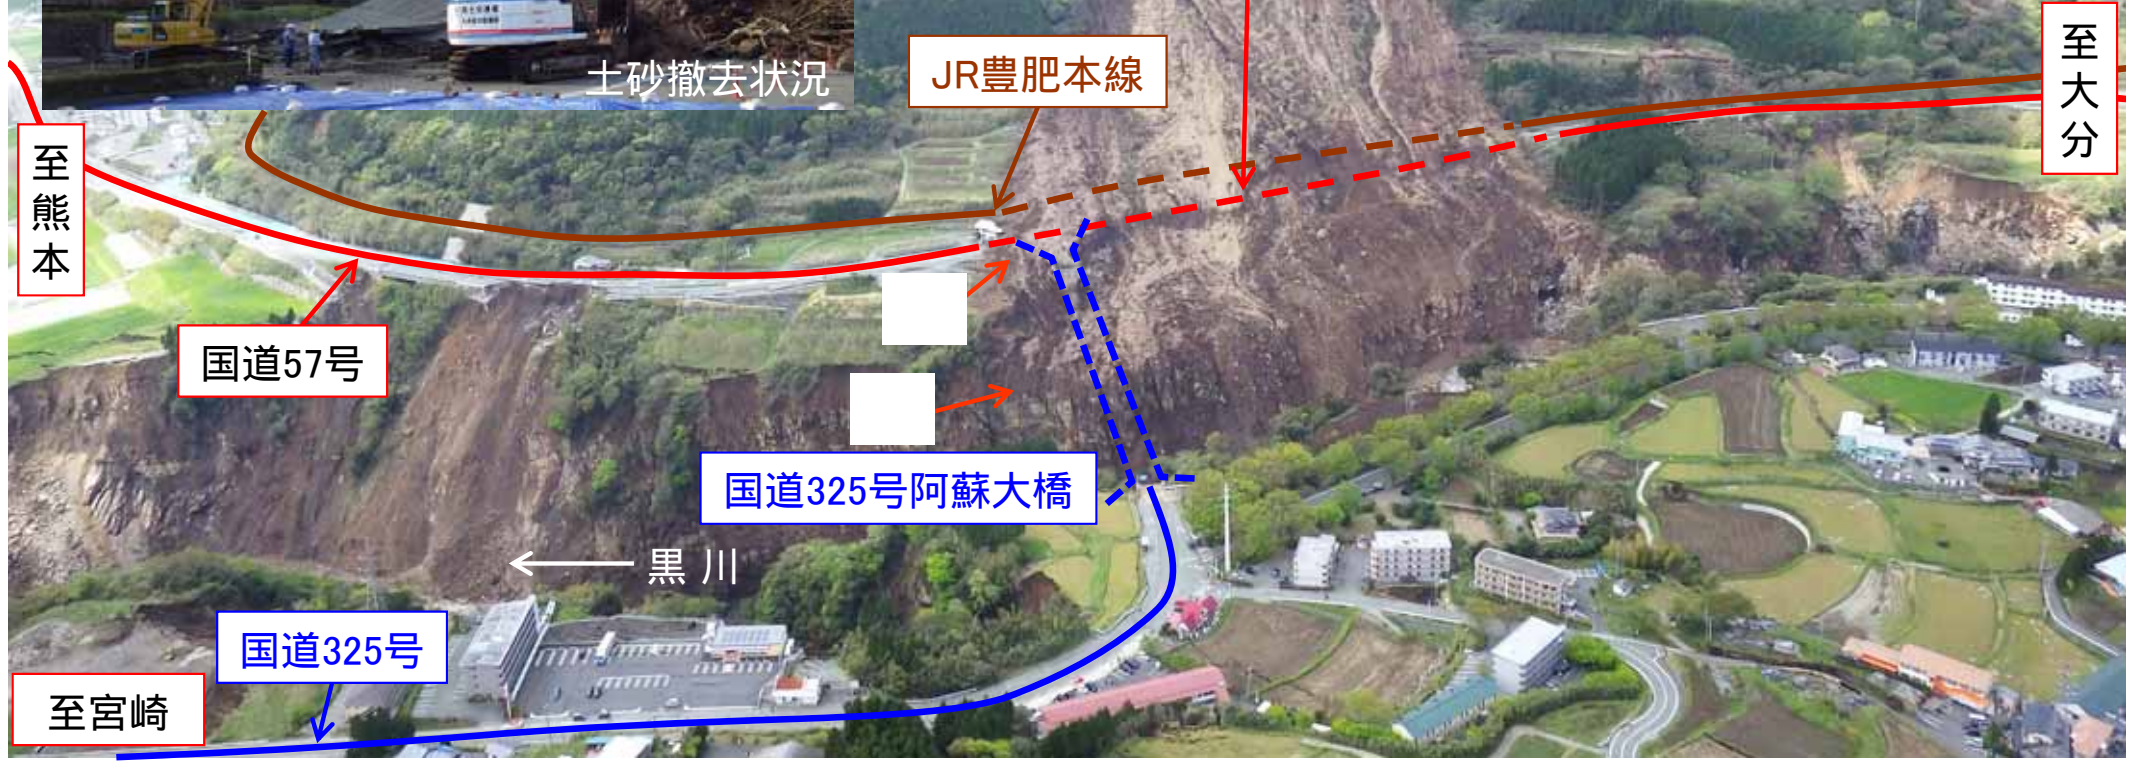 土砂撤去状況
JR豊肥本線
至大分
至熊本
国道57号
国道325号阿蘇大橋
黒川
国道325号
至宮崎